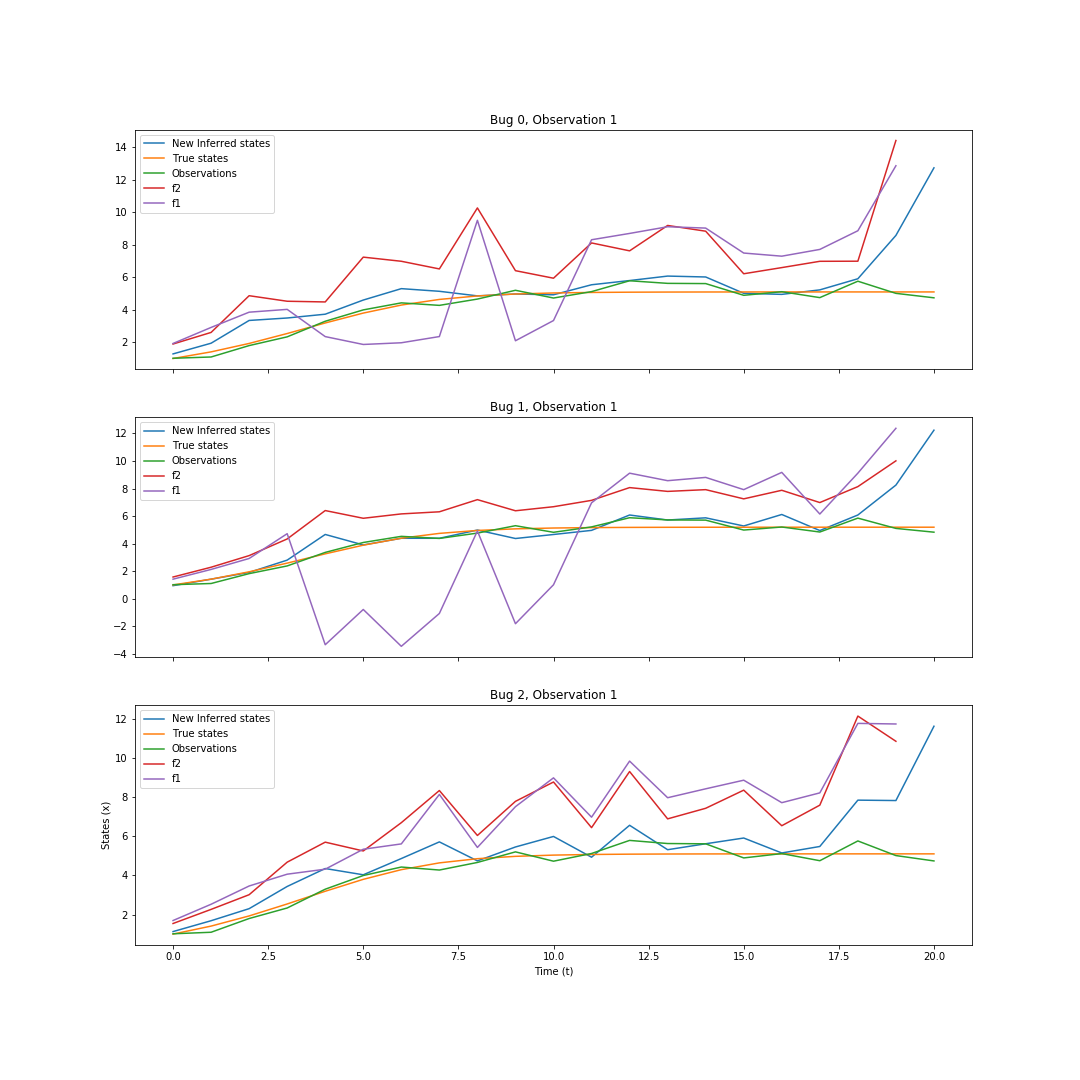 Bug 0, Observation 1
New Inferred states
True states
Observations
f2
f1
14
12
10
8
6
4
2
Bug 1, Observation 1
New Inferred states
True states
Observations
f2
f1
12
10
8
6
4
2
0
−2
−4
Bug 2, Observation 1
New Inferred states
True states
Observations
f2
f1
12
10
8
6
4
2
States (x)
0.0 2.5 5.0 7.5 10.0 12.5 15.0 17.5 20.0
Time (t)